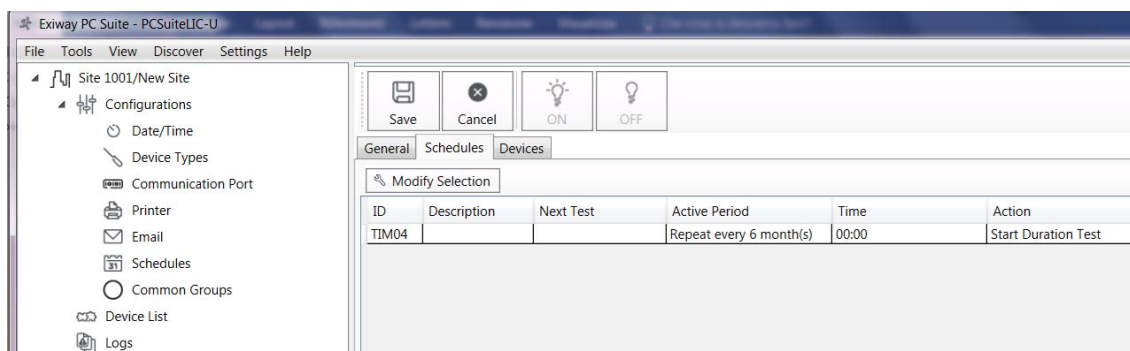 Exiway PC Suite - PCSuiteLIC-U
File Tools View Discover Settings Help
Site 1001/New Site
Configurations
Date/Time
Device Types
Communication Port
Printer
Email
Schedules
Common Groups
Device List
Logs
Save Cancel ON OFF
General Schedules Devices
Modify Selection
ID Description Next Test Active Period Time Action
TIM04 Repeat every 6 month(s) 00:00 Start Duration Test